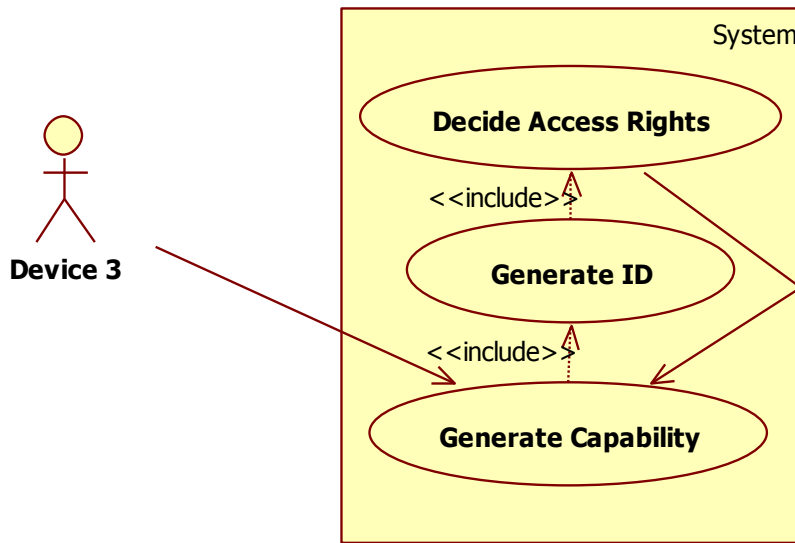 System
Decide Access Rights
<<include>>
Device 3
Generate ID
<<include>>
Generate Capability